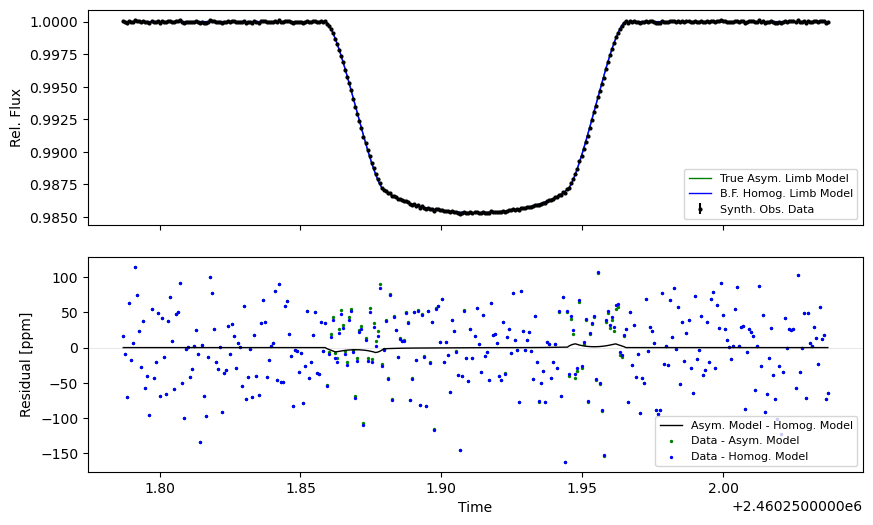 1.0000
0.9975
0.9950
0.9925
0.9900
0.9875
0.9850
Rel. Flux
True Asym. Limb Model
B.F. Homog. Limb Model
Synth. Obs. Data
100
50
0
−50
−100
−150
Residual [ppm]
Asym. Model - Homog. Model
Data - Asym. Model
Data - Homog. Model
1.80 1.85 1.90 1.95 2.00
Time
+2.4602500000e6